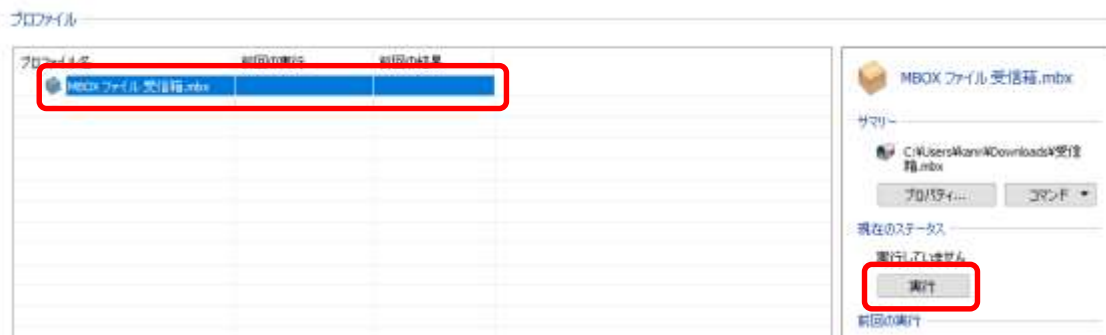 プロファイル
プロファイル名 前回の実行 前回の結果
MBOX ファイル 受信箱.mbx
MBOX ファイル 受信箱.mbx
サマリー
C:¥Users¥kanri¥Downloads¥受信
箱.mbx
プロパティ... コマンド
現在のステータス
実行していません
実行
前回の実行